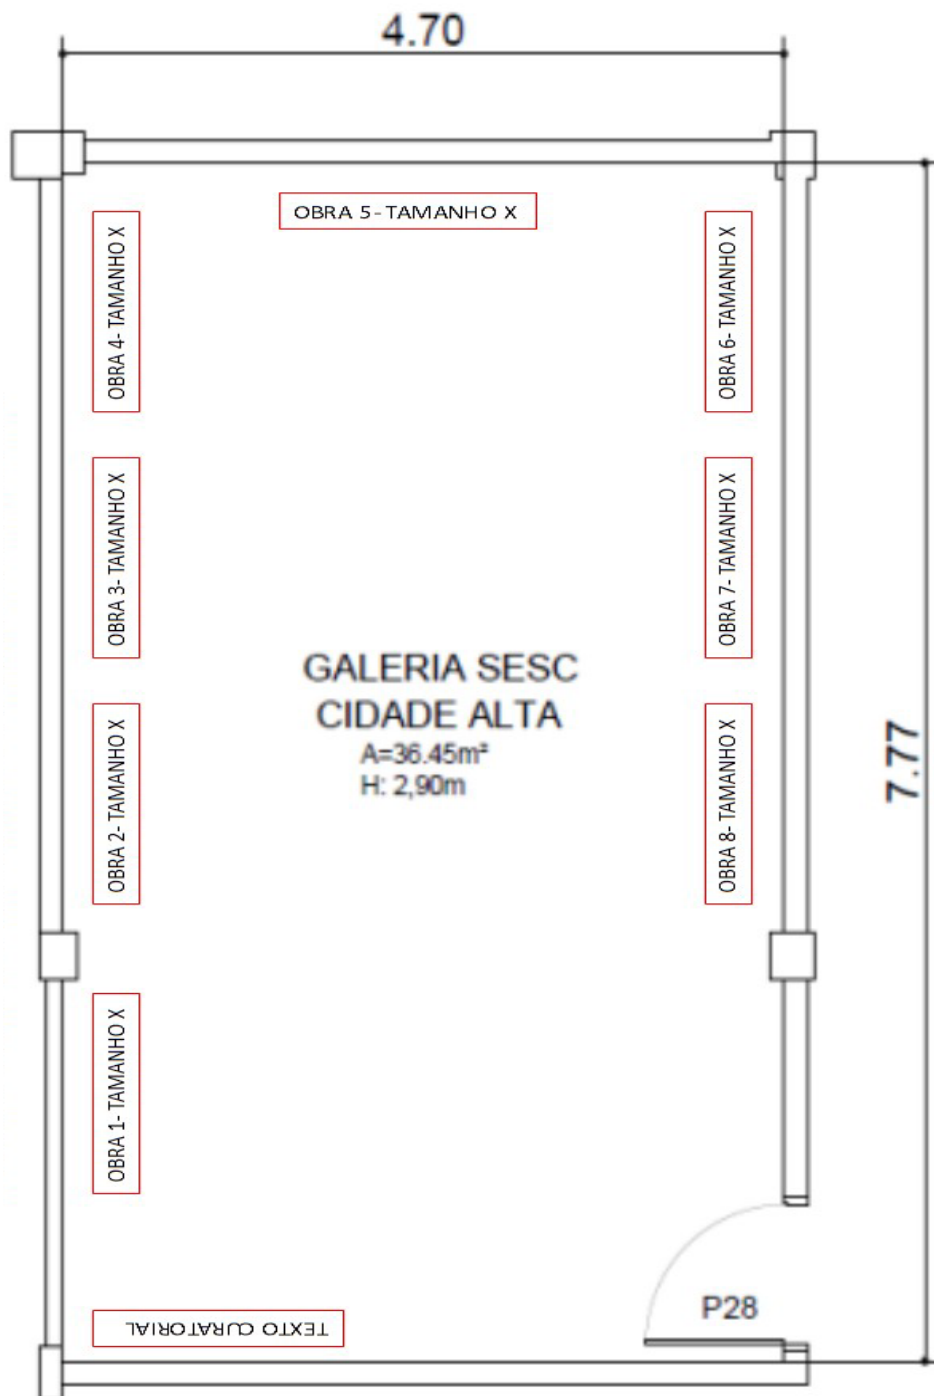 4.70
OBRA 5- TAMANHO X
OBRA 4- TAMANHO X
OBRA 6- TAMANHO X
OBRA 3- TAMANHO X
OBRA 7- TAMANHO X
GALERIA SESC
CIDADE ALTA
A=36.45m²
H: 2,90m
7.77
OBRA 2- TAMANHO X
OBRA 8- TAMANHO X
OBRA 1- TAMANHO X
P28
TEXTO CURATORIAL